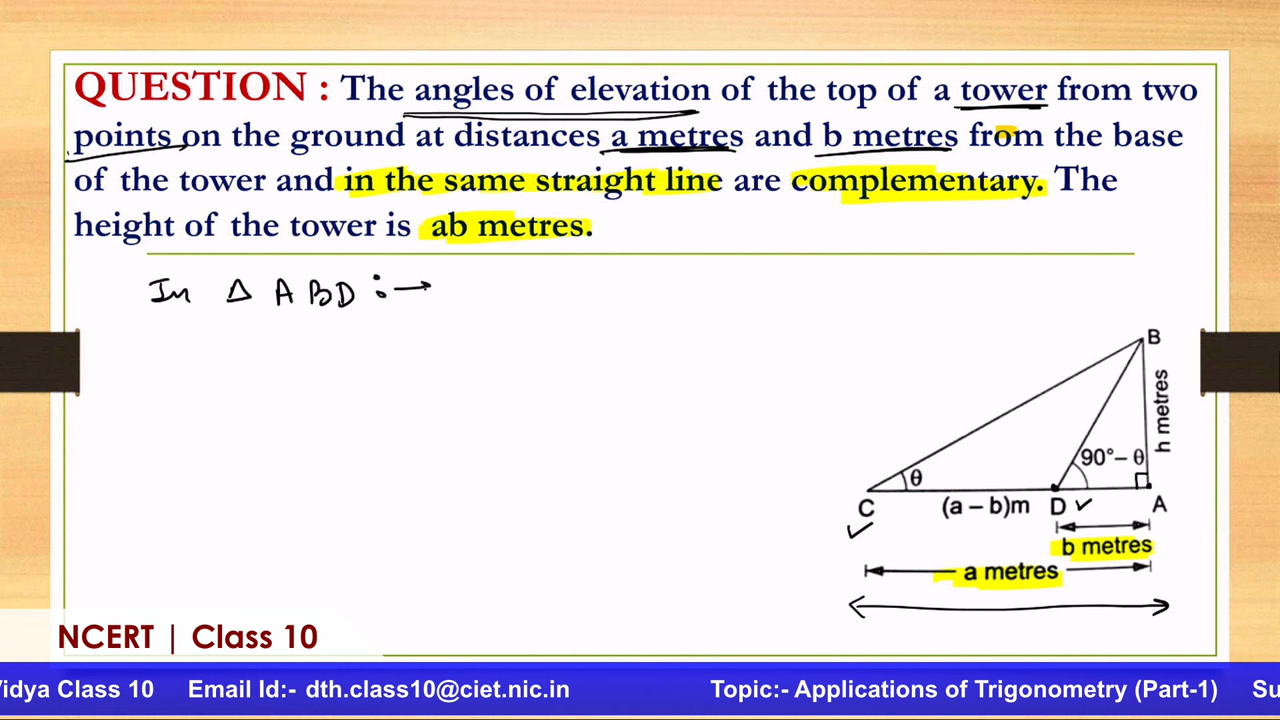 QUESTION : The angles of elevation of the top of a tower from two
points on the ground at distances a metres and b metres from the base
of the tower and in the same straight line are complementary. The
height of the tower is ab metres.
In Δ ABD :→
B
h metres
90°– θ
θ
C
(a – b)m
D
A
b metres
a metres
NCERT | Class 10
Vidya Class 10 Email Id:- dth.class10@ciet.nic.in Topic:- Applications of Trigonometry (Part-1) Su